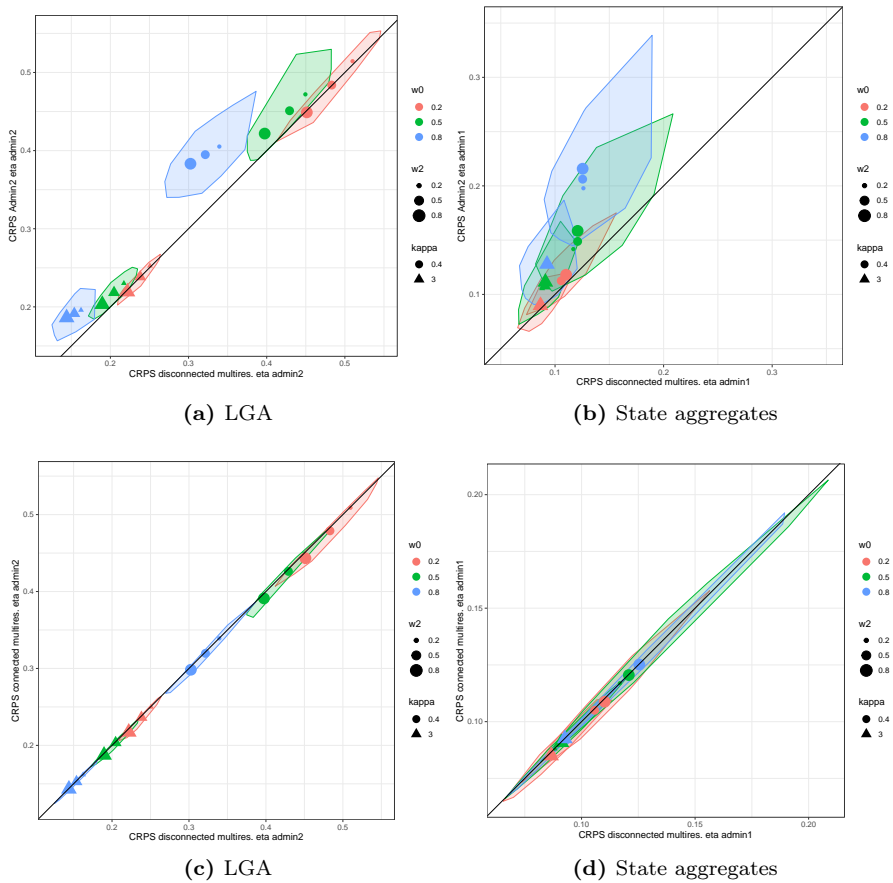 CRPS Admin2 eta admin2
0.5
0.4
0.3
0.2
0.2
0.3
0.4
0.5
CRPS disconnected multires. eta admin2
w0
0.2
0.5
0.8
w2
0.2
0.5
0.8
kappa
0.4
3
(a) LGA
CRPS Admin2 eta admin1
0.3
0.2
0.1
0.1
0.2
0.3
CRPS disconnected multires. eta admin1
w0
0.2
0.5
0.8
w2
0.2
0.5
0.8
kappa
0.4
3
(b) State aggregates
CRPS connected multires. eta admin2
0.5
0.4
0.3
0.2
0.2
0.3
0.4
0.5
CRPS disconnected multires. eta admin2
w0
0.2
0.5
0.8
w2
0.2
0.5
0.8
kappa
0.4
3
(c) LGA
CRPS connected multires. eta admin1
0.20
0.15
0.10
0.10
0.15
0.20
CRPS disconnected multires. eta admin1
w0
0.2
0.5
0.8
w2
0.2
0.5
0.8
kappa
0.4
3
(d) State aggregates